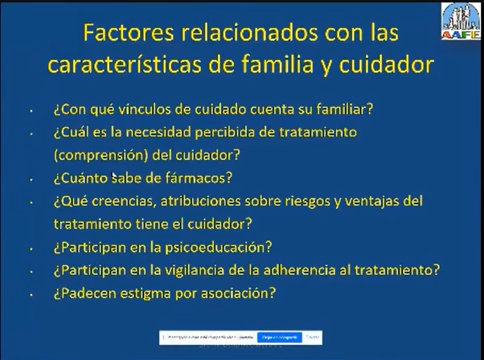 AAFE
Factores relacionados con las
características de familia y cuidador
· ¿Con qué vínculos de cuidado cuenta su familiar?
· ¿Cuál es la necesidad percibida de tratamiento
(comprensión) del cuidador?
· ¿Cuánto sabe de fármacos?
· ¿Qué creencias, atribuciones sobre riesgos y ventajas del
tratamiento tiene el cuidador?
· ¿Participan en la psicoeducación?
· ¿Participan en la vigilancia de la adherencia al tratamiento?
· ¿Padecen estigma por asociación?